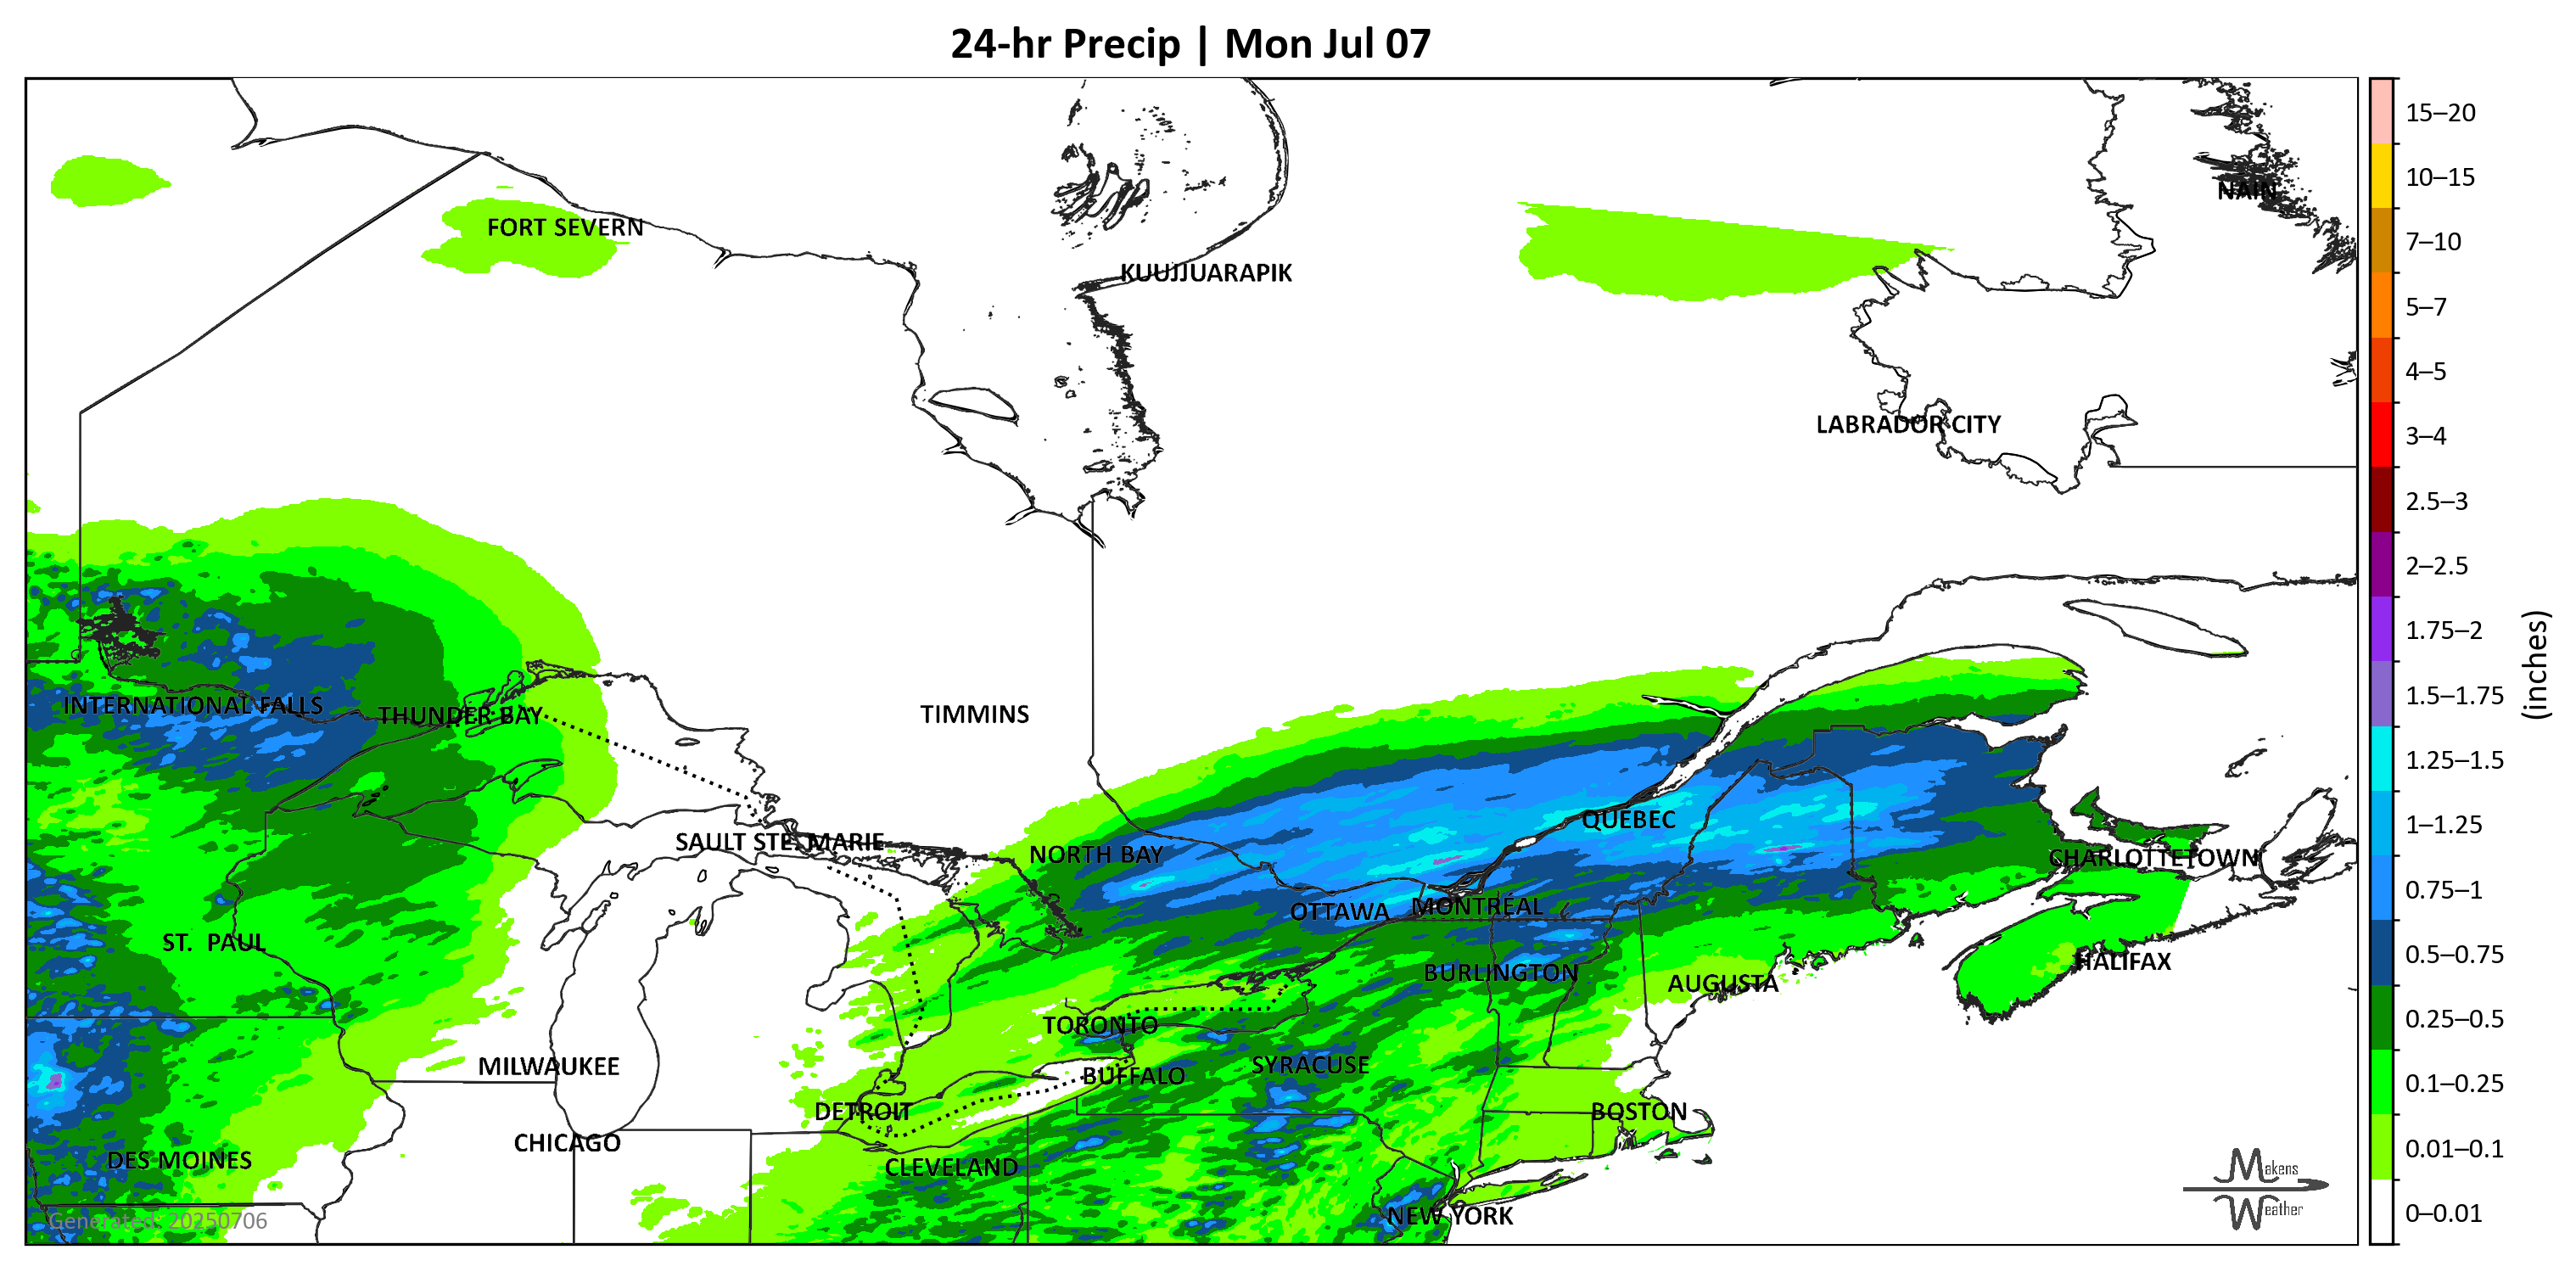 24-hr Precip | Mon Jul 07
15–20
10–15
7–10
5–7
4–5
3–4
2.5–3
2–2.5
1.75–2
1.5–1.75
1.25–1.5
1–1.25
0.75–1
0.5–0.75
0.25–0.5
0.1–0.25
0.01–0.1
0–0.01
(inches)
NAIN
FORT SEVERN
KUUJJUARAPIK
LABRADOR CITY
INTERNATIONAL FALLS
THUNDER BAY
TIMMINS
QUEBEC
SAULT STE. MARIE
NORTH BAY
CHARLOTTETOWN
OTTAWA
MONTRÉAL
ST. PAUL
HALIFAX
BURLINGTON
AUGUSTA
TORONTO
MILWAUKEE
SYRACUSE
BUFFALO
DETROIT
BOSTON
CHICAGO
DES MOINES
CLEVELAND
NEW YORK
Generated: 20250706
Makens
Weather